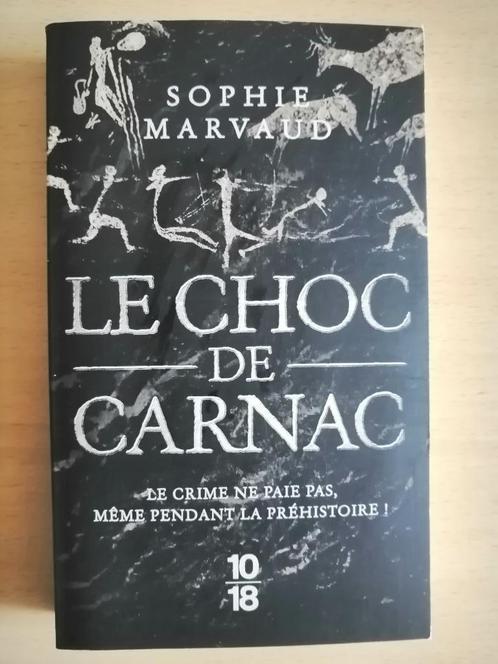 SOPHIE
MARVAUD
LE CHOC
DE
CARNAC
LE CRIME NE PAIE PAS,
MÊME PENDANT LA PRÉHISTOIRE !
10
18